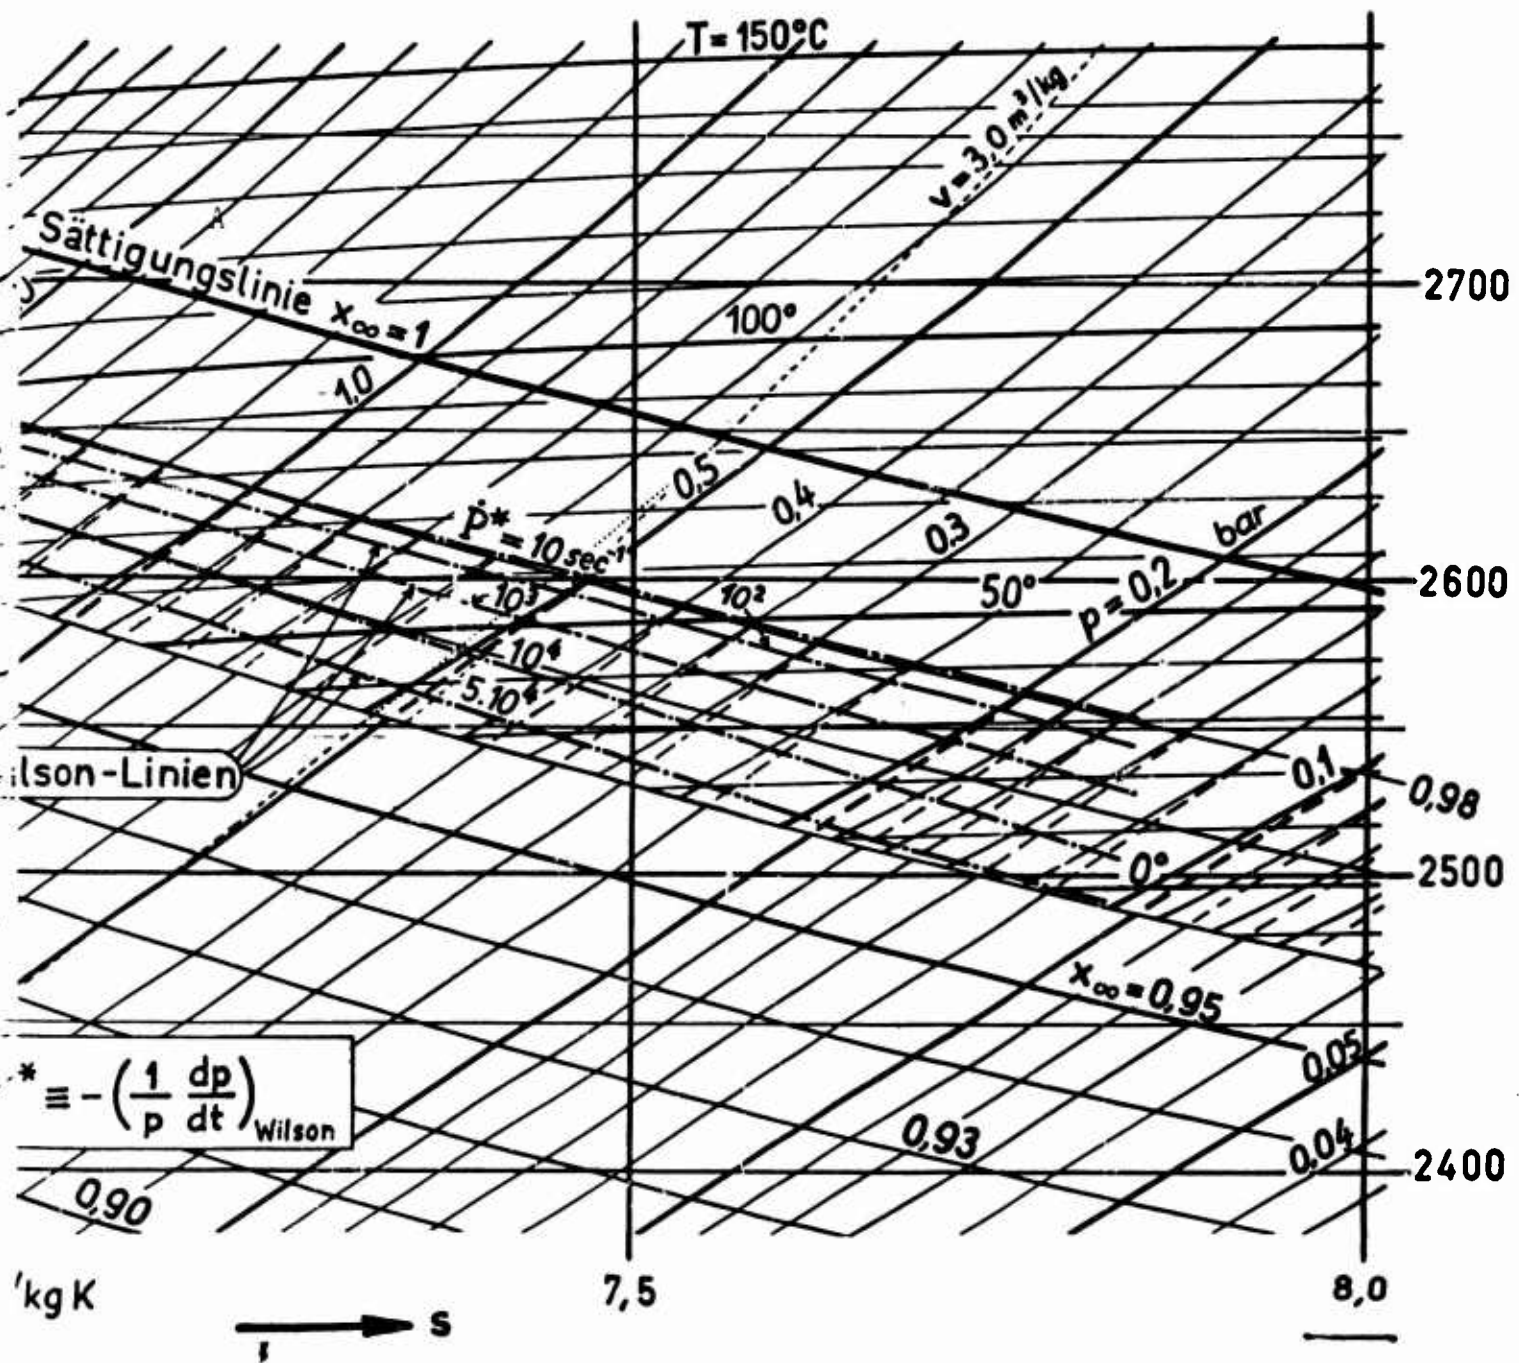 T = 150°C
v = 3,0 m³/kg
A
Sättigungslinie x∞ = 1
2700
100°
1,0
0,5
0,4
0,3
bar
Ṗ* = 10 sec⁻¹
10³
10²
50°
p = 0,2
2600
10⁴
5.10⁴
ilson-Linien
0,1
0,98
0°
2500
x∞ = 0,95
0,05
* ≡ - (1/p dp/dt)Wilson
0,93
0,04
2400
0,90
7,5
8,0
/kg K
s